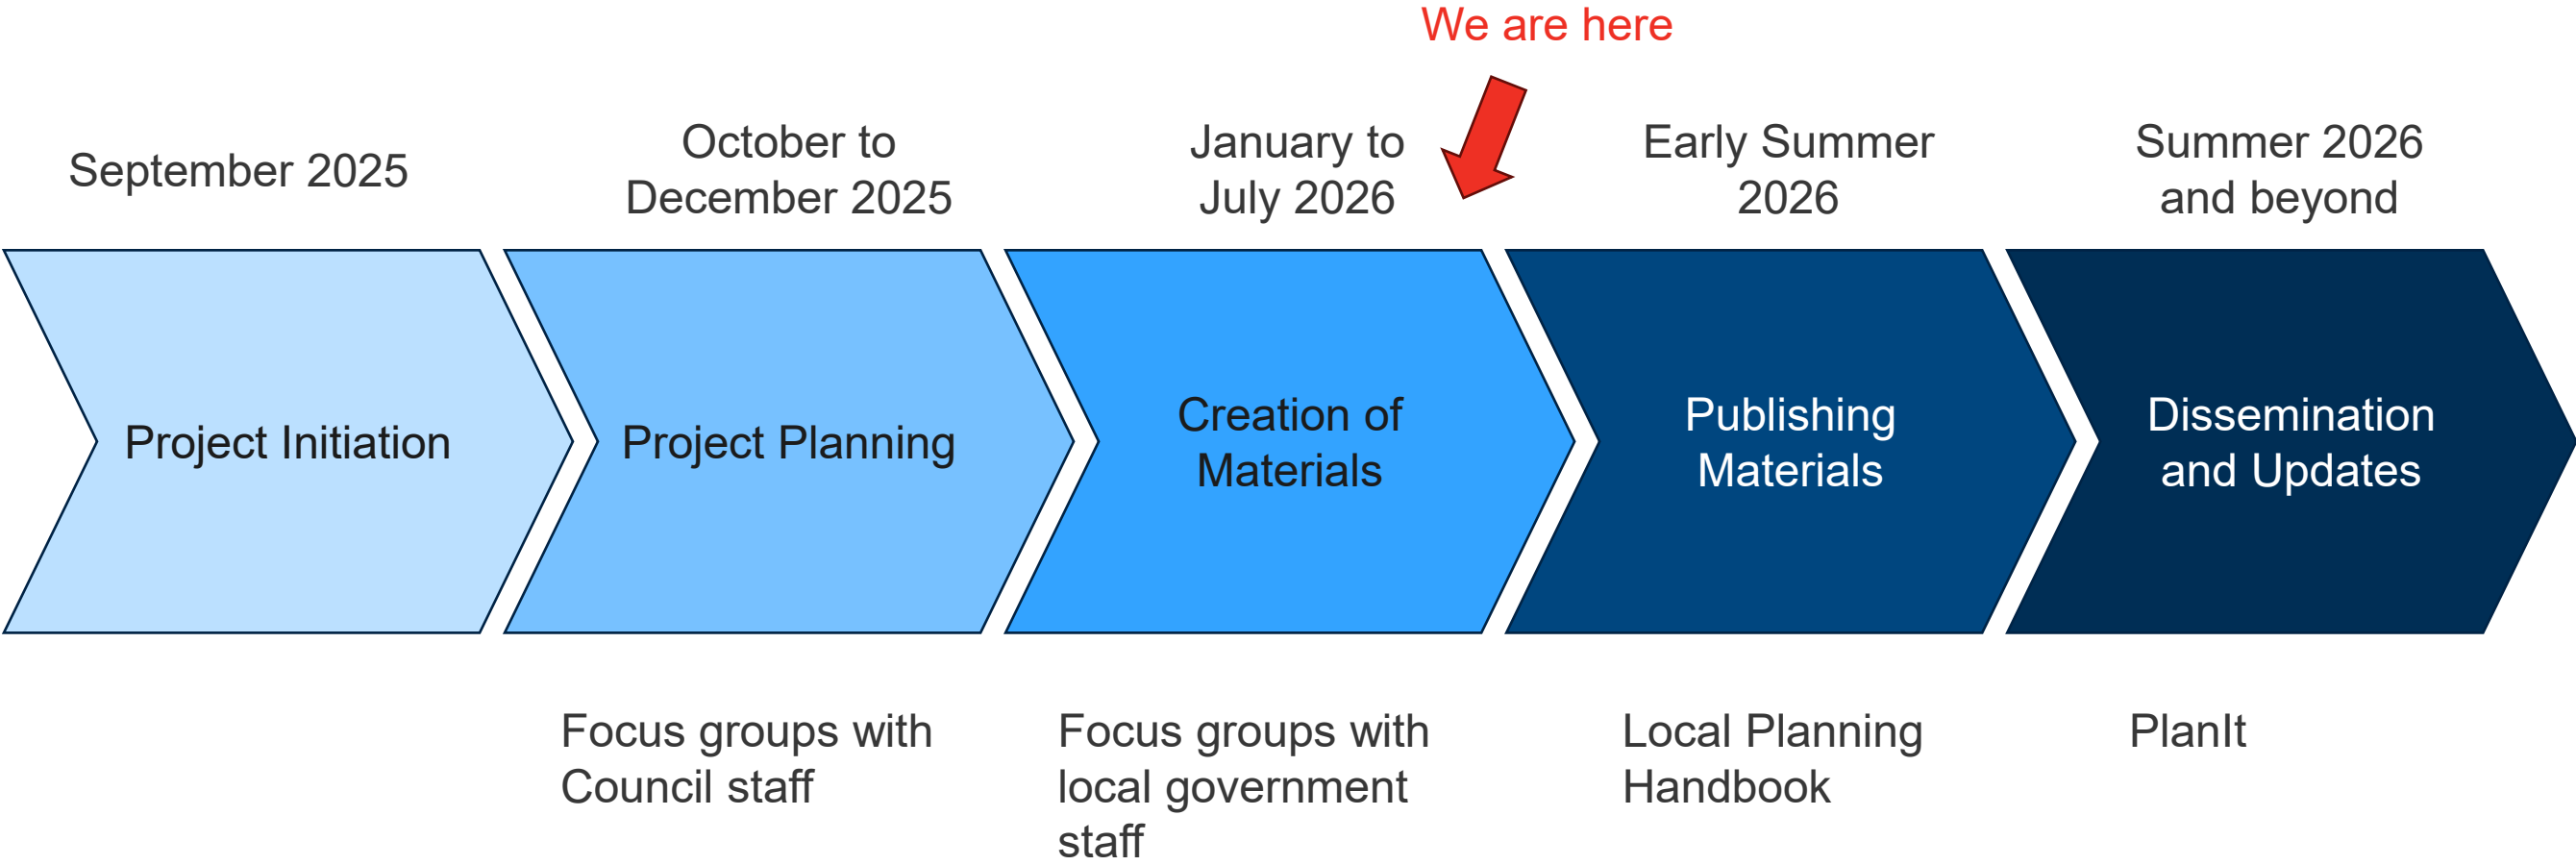 We are here
September 2025
October to
December 2025
January to
July 2026
Early Summer
2026
Summer 2026
and beyond
Project Initiation
Project Planning
Creation of
Materials
Publishing
Materials
Dissemination
and Updates
Focus groups with
Council staff
Focus groups with
local government
staff
Local Planning
Handbook
PlanIt